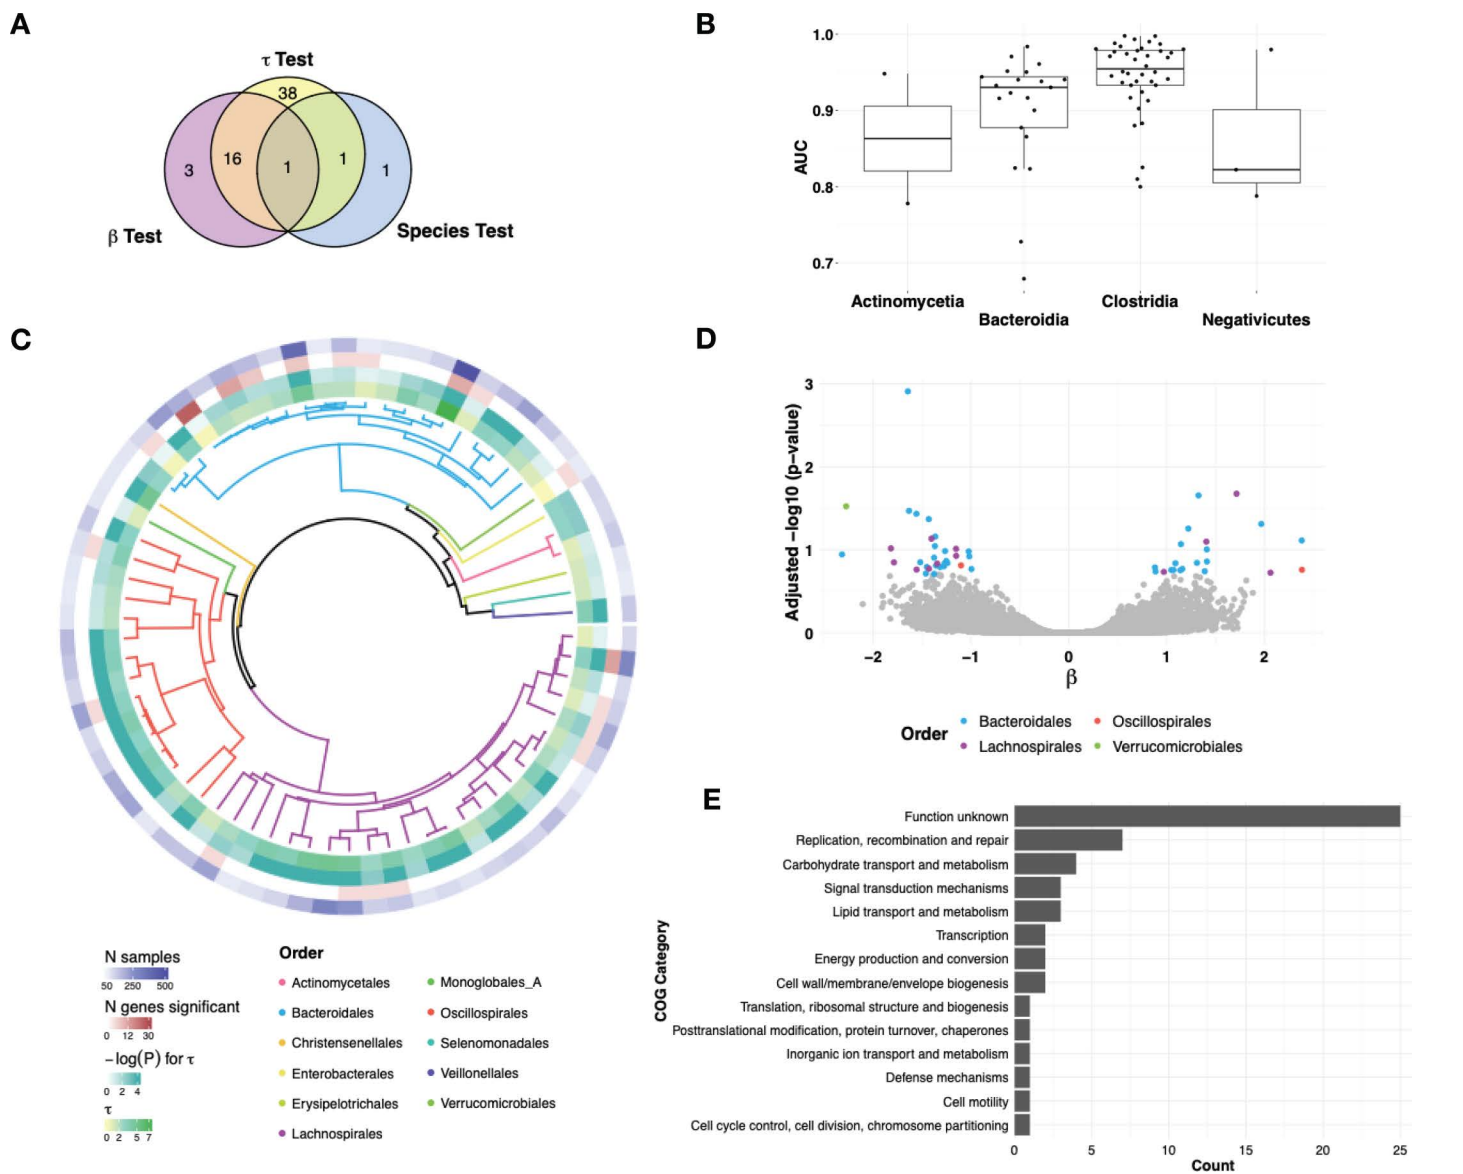 A
τ Test
38
3
16
1
1
1
β Test
Species Test
B
1.0
0.9
0.8
0.7
AUC
Actinomycetia
Bacteroidia
Clostridia
Negativicutes
C
N samples
50 250 500
N genes significant
0 12 30
−log(P) for τ
0 2 4
τ
0 2 5 7
Order
Actinomycetales
Bacteroidales
Christensenellales
Enterobacterales
Erysipelotrichales
Lachnospirales
Monoglobales_A
Oscillospirales
Selenomonadales
Veillonellales
Verrucomicrobiales
D
Adjusted −log10 (p−value)
3
2
1
0
−2 −1 0 1 2
β
Order
Bacteroidales
Lachnospirales
Oscillospirales
Verrucomicrobiales
E
COG Category
Function unknown
Replication, recombination and repair
Carbohydrate transport and metabolism
Signal transduction mechanisms
Lipid transport and metabolism
Transcription
Energy production and conversion
Cell wall/membrane/envelope biogenesis
Translation, ribosomal structure and biogenesis
Posttranslational modification, protein turnover, chaperones
Inorganic ion transport and metabolism
Defense mechanisms
Cell motility
Cell cycle control, cell division, chromosome partitioning
0 5 10 15 20 25
Count